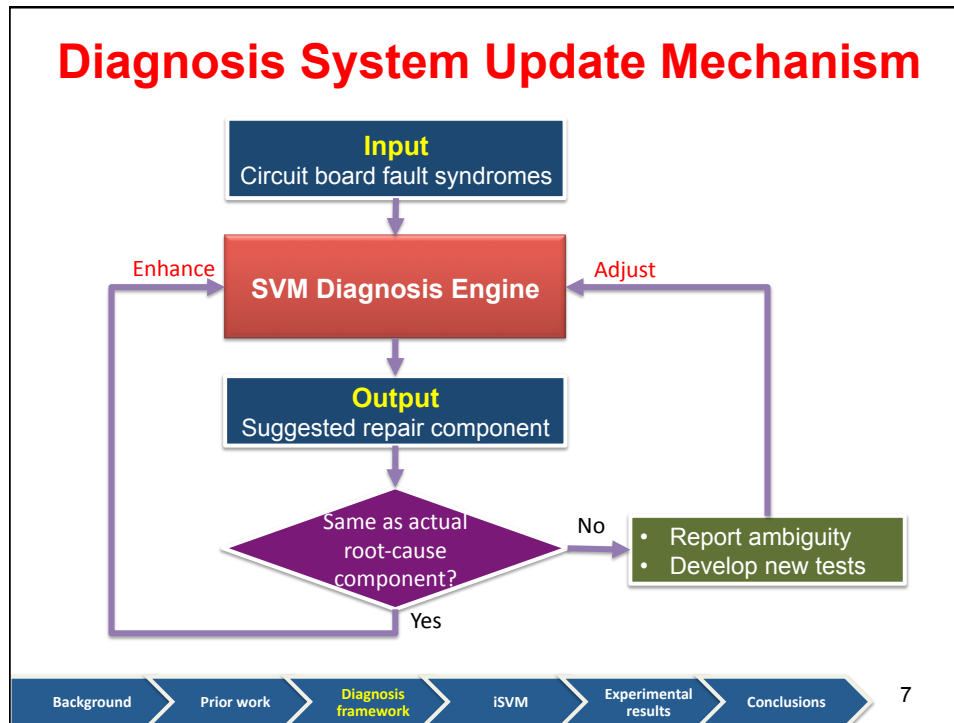 Diagnosis System Update Mechanism
Input
Circuit board fault syndromes
Enhance
Adjust
SVM Diagnosis Engine
Output
Suggested repair component
Same as actual
root-cause
component?
No
• Report ambiguity
• Develop new tests
Yes
Background
Prior work
Diagnosis
framework
iSVM
Experimental
results
Conclusions
7